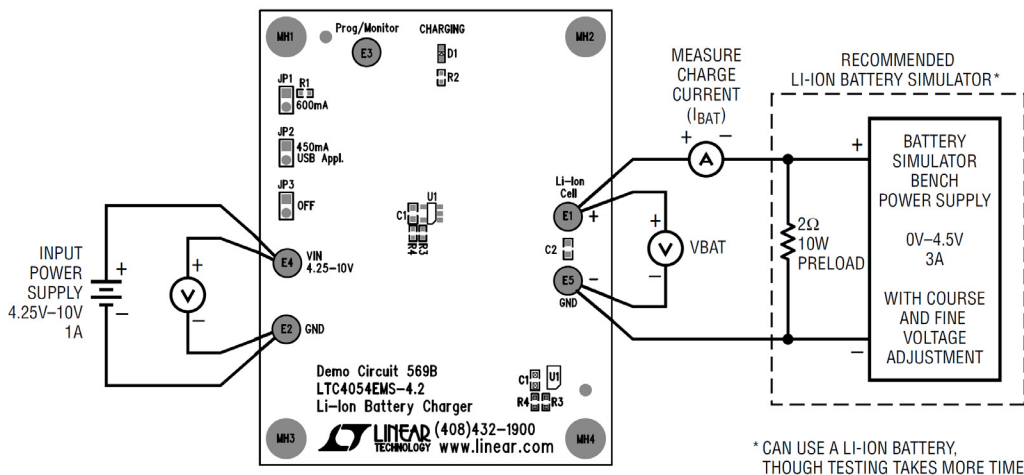 MH1
Prog/Monitor
E3
CHARGING
D1
R2
MH2
JP1
R1
600mA
JP2
450mA
USB Appl.
JP3
OFF
U1
C1
R4
R3
Li-Ion
Cell
E1
+
C2
−
E5
GND
E4
VIN
4.25-10V
E2
GND
Demo Circuit 569B
LTC4054EMS-4.2
Li-Ion Battery Charger
C1
U1
R4
R3
MH3
LINEAR
TECHNOLOGY
(408)432-1900
www.linear.com
MH4
INPUT
POWER
SUPPLY
4.25V–10V
1A
+
−
+
V
−
MEASURE
CHARGE
CURRENT
(IBAT)
+
−
A
+
V
−
VBAT
RECOMMENDED
LI-ION BATTERY SIMULATOR*
2Ω
10W
PRELOAD
+
−
BATTERY
SIMULATOR
BENCH
POWER SUPPLY
0V–4.5V
3A
WITH COURSE
AND FINE
VOLTAGE
ADJUSTMENT
* CAN USE A LI-ION BATTERY,
THOUGH TESTING TAKES MORE TIME